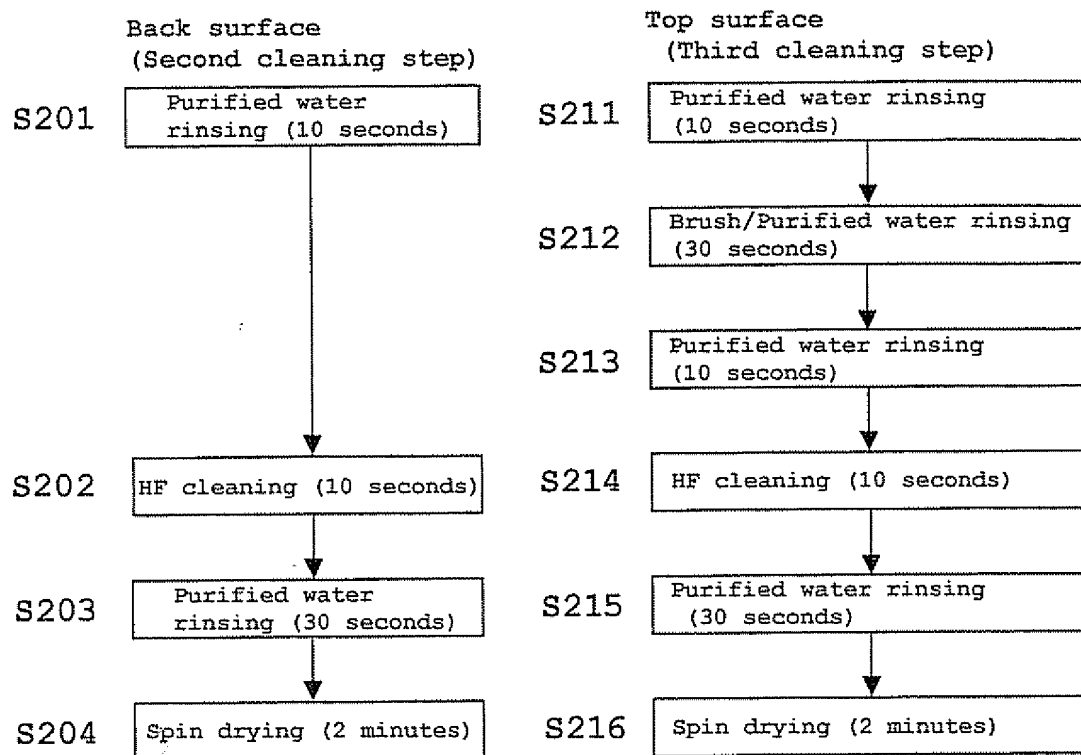 Back surface
(Second cleaning step)
S201
Purified water
rinsing (10 seconds)
S202
HF cleaning (10 seconds)
S203
Purified water
rinsing (30 seconds)
S204
Spin drying (2 minutes)
Top surface
(Third cleaning step)
S211
Purified water rinsing
(10 seconds)
S212
Brush/Purified water rinsing
(30 seconds)
S213
Purified water rinsing
(10 seconds)
S214
HF cleaning (10 seconds)
S215
Purified water rinsing
(30 seconds)
S216
Spin drying (2 minutes)